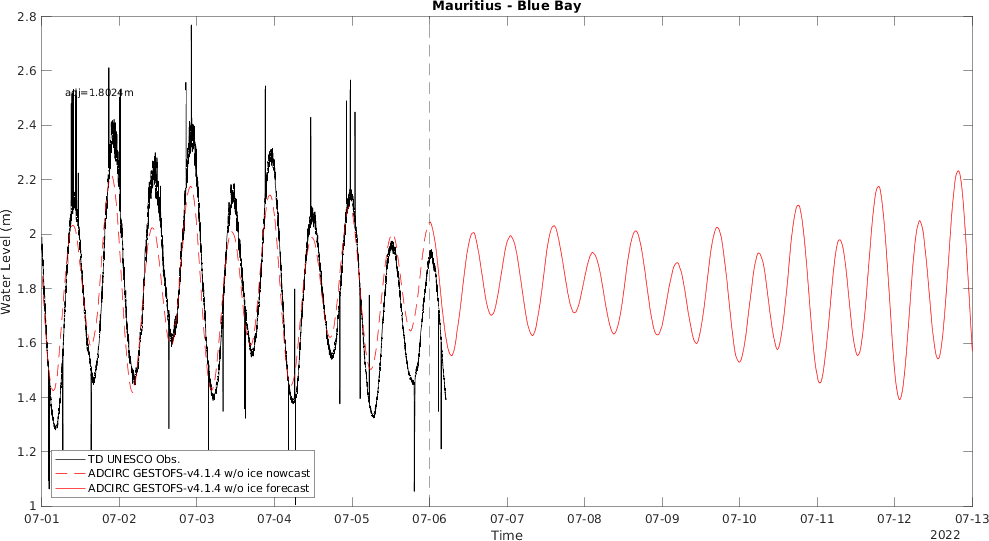 Mauritius - Blue Bay
2.8
2.6
2.4
2.2
2
1.8
1.6
1.4
1.2
1
Water Level (m)
adj=1.8024m
TD UNESCO Obs.
ADCIRC GESTOFS-v4.1.4 w/o ice nowcast
ADCIRC GESTOFS-v4.1.4 w/o ice forecast
07-01 07-02 07-03 07-04 07-05 07-06 07-07 07-08 07-09 07-10 07-11 07-12 07-13
Time
2022